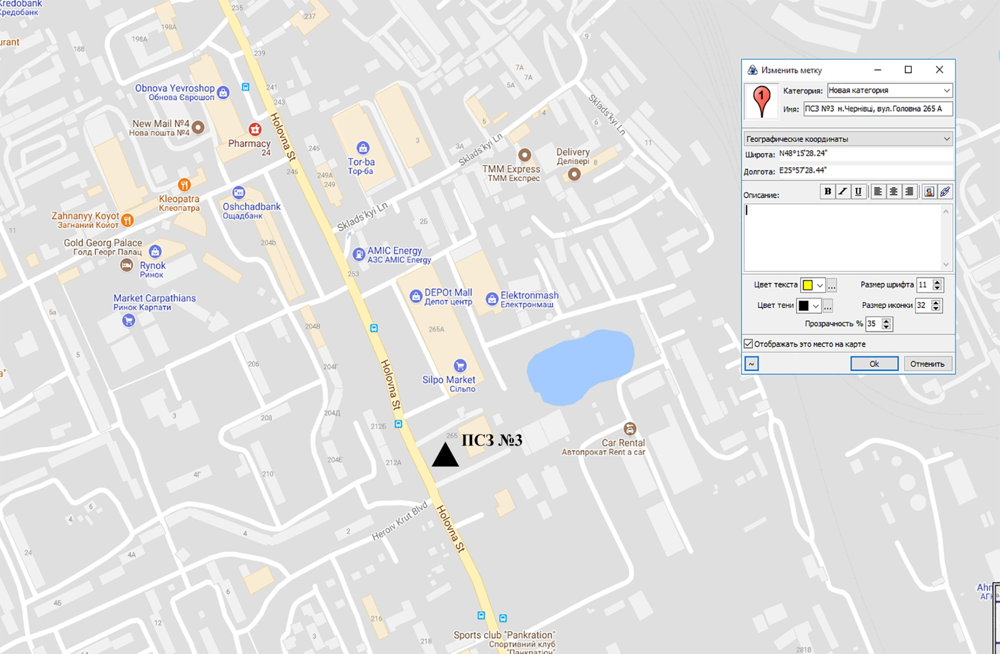 Kredobank
Кредобанк
235
237
198A
198A
188
urant
239
9
7A
7A
5A
241
243
Obnova Yevroshop
Обнова Єврошоп
Holovna St
Sklads'kyi Ln
4
5
6
New Mail №4
Нова пошта №4
Pharmacy
24
245
3
3A
Sklads'kyi Ln
11
Tor-ba
Тор-ба
Delivery
Делівері
8
TMM Express
ТММ Експрес
246
249A
249
Kleopatra
Клеопатра
Oshchadbank
Ощадбанк
Zahnanyy Koyot
Загнаний Койот
11
Sklads'kyi Ln
2Б
204b
Gold Georg Palace
Голд Георг Палац
Rynok
Ринок
AMIC Energy
АЗС AMIC Energy
253
DEPOt Mall
Депот центр
Elektronmash
Електронмаш
Market Carpathians
Ринок Карпати
5a
204В
265A
5
206
204Г
Holovna St
Silpo Market
Сільпо
a"
3
208
204Д
212Б
265
ПСЗ №3
Car Rental
Автопрокат Rent a car
204Е
212A
4Г
210
6
4
Heroiv Krut Blvd
Holovna St
2
4
24
4A
6
4Б
12
216
3
218
Sports club "Pankration"
Спортивний клуб
"Панкратіон"
281В
Ahr
АГК
14
Изменить метку
1
Категория: Новая категория
Имя: ПСЗ №3 м.Чернівці, вул.Головна 265 А
Географические координаты
Широта: N48°15'28.24"
Долгота: E25°57'28.44"
Описание: B I U
Цвет текста ... Размер шрифта 11
Цвет тени ... Размер иконки 32
Прозрачность % 35
Отображать это место на карте
~ Ok Отменить